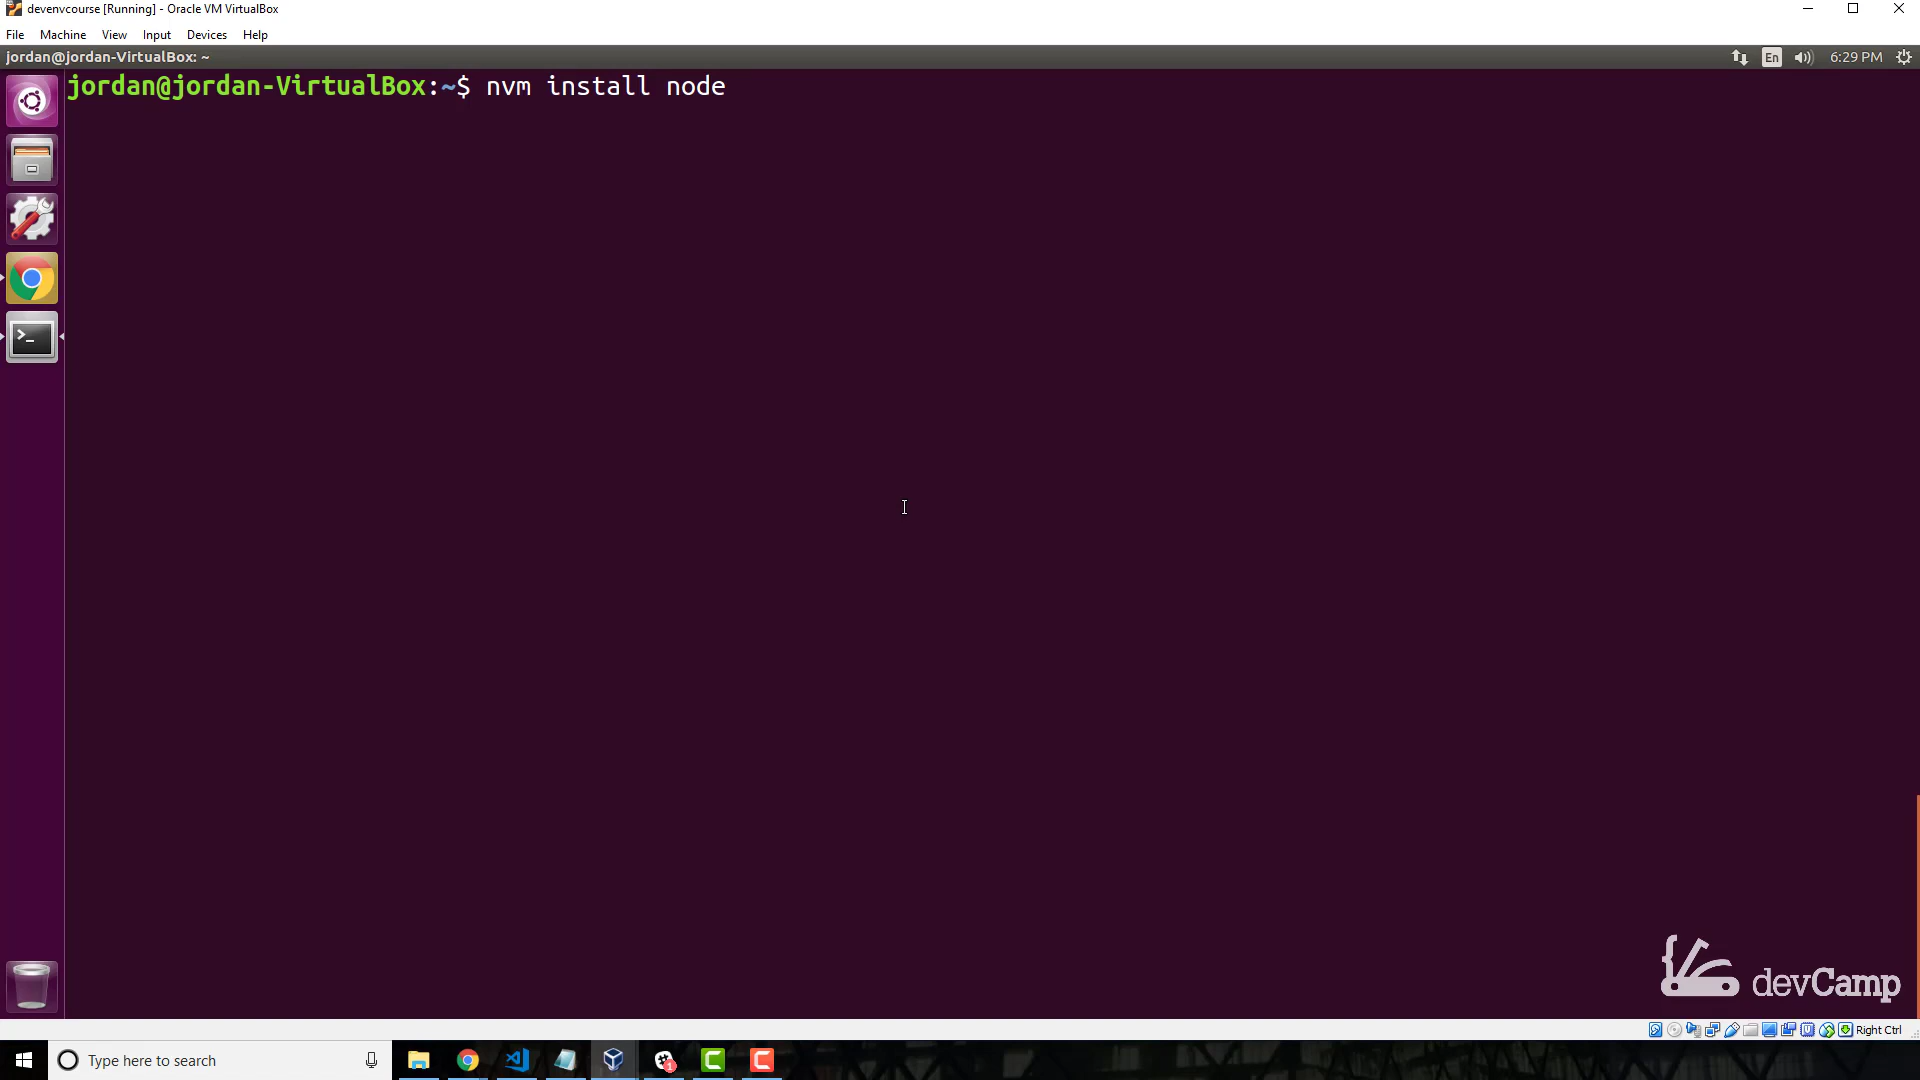 devenvcourse [Running] - Oracle VM VirtualBox
File Machine View Input Devices Help
jordan@jordan-VirtualBox: ~
En 6:29 PM
jordan@jordan-VirtualBox:~$ nvm install node
devCamp
Right Ctrl
Type here to search
1